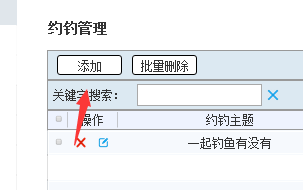 约钓管理
添加 批量删除
关键字搜索：
操作 约钓主题
一起钓鱼有没有